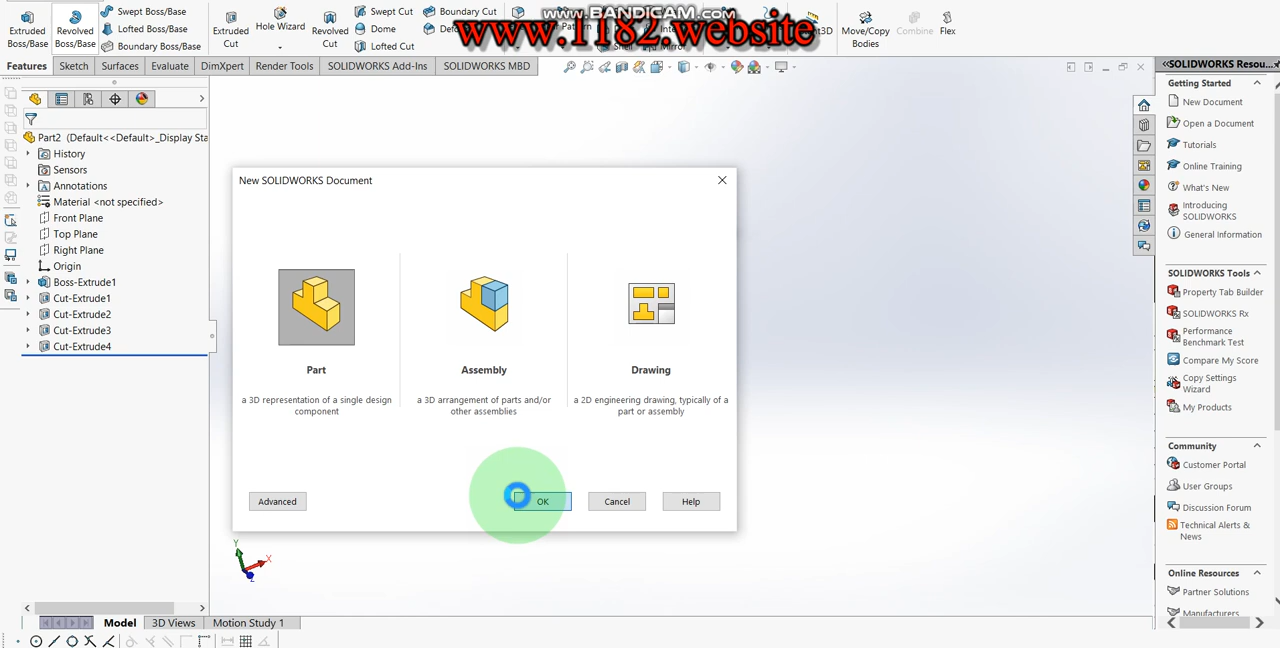 www.BANDICAM.COM
www.1182.website
Extruded Boss/Base
Revolved Boss/Base
Swept Boss/Base
Lofted Boss/Base
Boundary Boss/Base
Extruded Cut
Hole Wizard
Revolved Cut
Swept Cut
Dome
Lofted Cut
Boundary Cut
Shell
Mirror
Move/Copy Bodies
Combine
Flex
Features
Sketch
Surfaces
Evaluate
DimXpert
Render Tools
SOLIDWORKS Add-Ins
SOLIDWORKS MBD
Part2 (Default<<Default>_Display Sta
History
Sensors
Annotations
Material <not specified>
Front Plane
Top Plane
Right Plane
Origin
Boss-Extrude1
Cut-Extrude1
Cut-Extrude2
Cut-Extrude3
Cut-Extrude4
New SOLIDWORKS Document
Part
a 3D representation of a single design
component
Assembly
a 3D arrangement of parts and/or
other assemblies
Drawing
a 2D engineering drawing, typically of a
part or assembly
Advanced
OK
Cancel
Help
Y
X
Z
Model
3D Views
Motion Study 1
SOLIDWORKS Resou...
Getting Started
New Document
Open a Document
Tutorials
Online Training
What's New
Introducing
SOLIDWORKS
General Information
SOLIDWORKS Tools
Property Tab Builder
SOLIDWORKS Rx
Performance
Benchmark Test
Compare My Score
Copy Settings
Wizard
My Products
Community
Customer Portal
User Groups
Discussion Forum
Technical Alerts &
News
Online Resources
Partner Solutions
Manufacturers